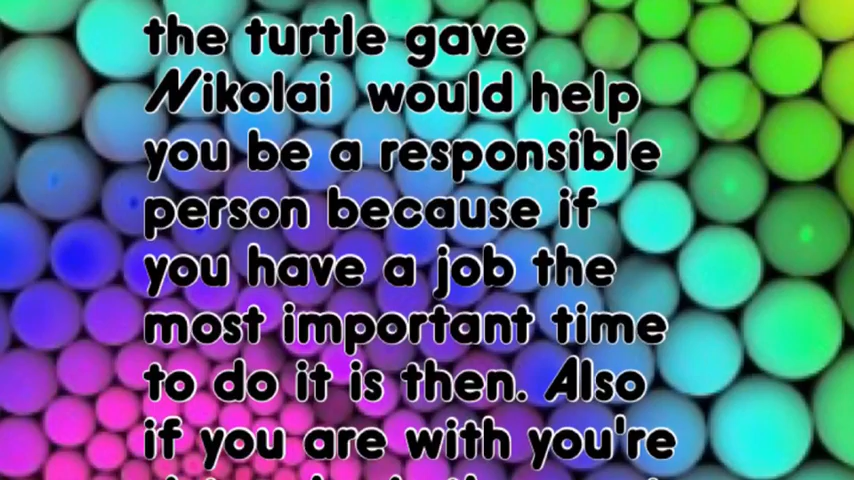 the turtle gave
Nikolai  would help
you be a responsible
person because if
you have a job the
most important time
to do it is then. Also
if you are with you're